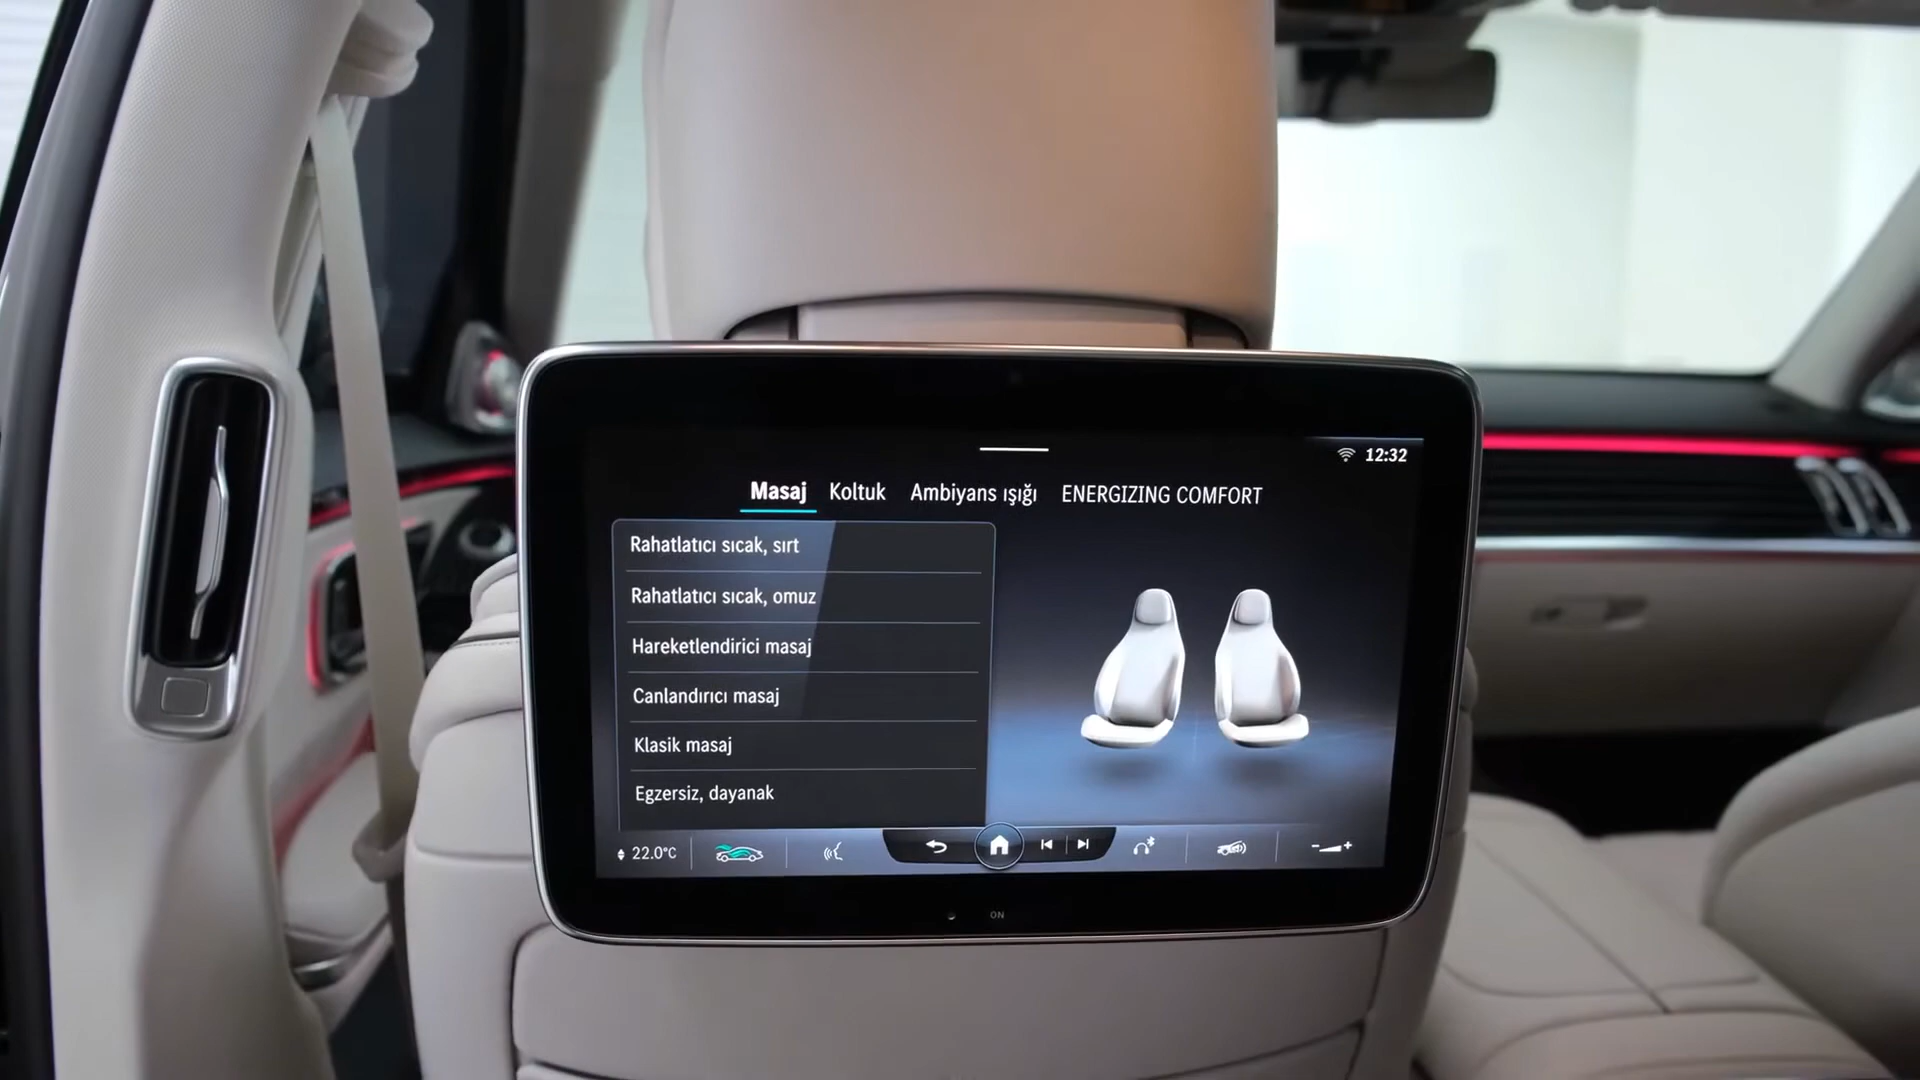 12:32
Masaj Koltuk Ambiyans ışığı ENERGIZING COMFORT
Rahatlatıcı sıcak, sırt
Rahatlatıcı sıcak, omuz
Hareketlendirici masaj
Canlandırıcı masaj
Klasik masaj
Egzersiz, dayanak
22.0°C
ON